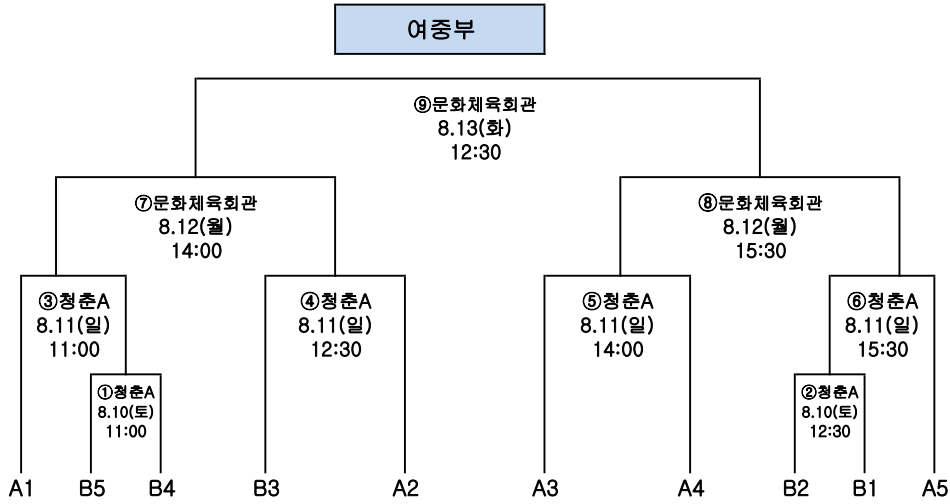 여중부
⑨문화체육회관
8.13(화)
12:30
⑦문화체육회관
8.12(월)
14:00
⑧문화체육회관
8.12(월)
15:30
③청춘A
8.11(일)
11:00
④청춘A
8.11(일)
12:30
⑤청춘A
8.11(일)
14:00
⑥청춘A
8.11(일)
15:30
①청춘A
8.10(토)
11:00
②청춘A
8.10(토)
12:30
A1 B5 B4 B3 A2 A3 A4 B2 B1 A5